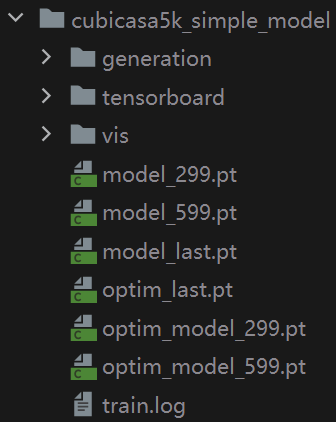 cubicasa5k_simple_model
generation
tensorboard
vis
model_299.pt
model_599.pt
model_last.pt
optim_last.pt
optim_model_299.pt
optim_model_599.pt
train.log